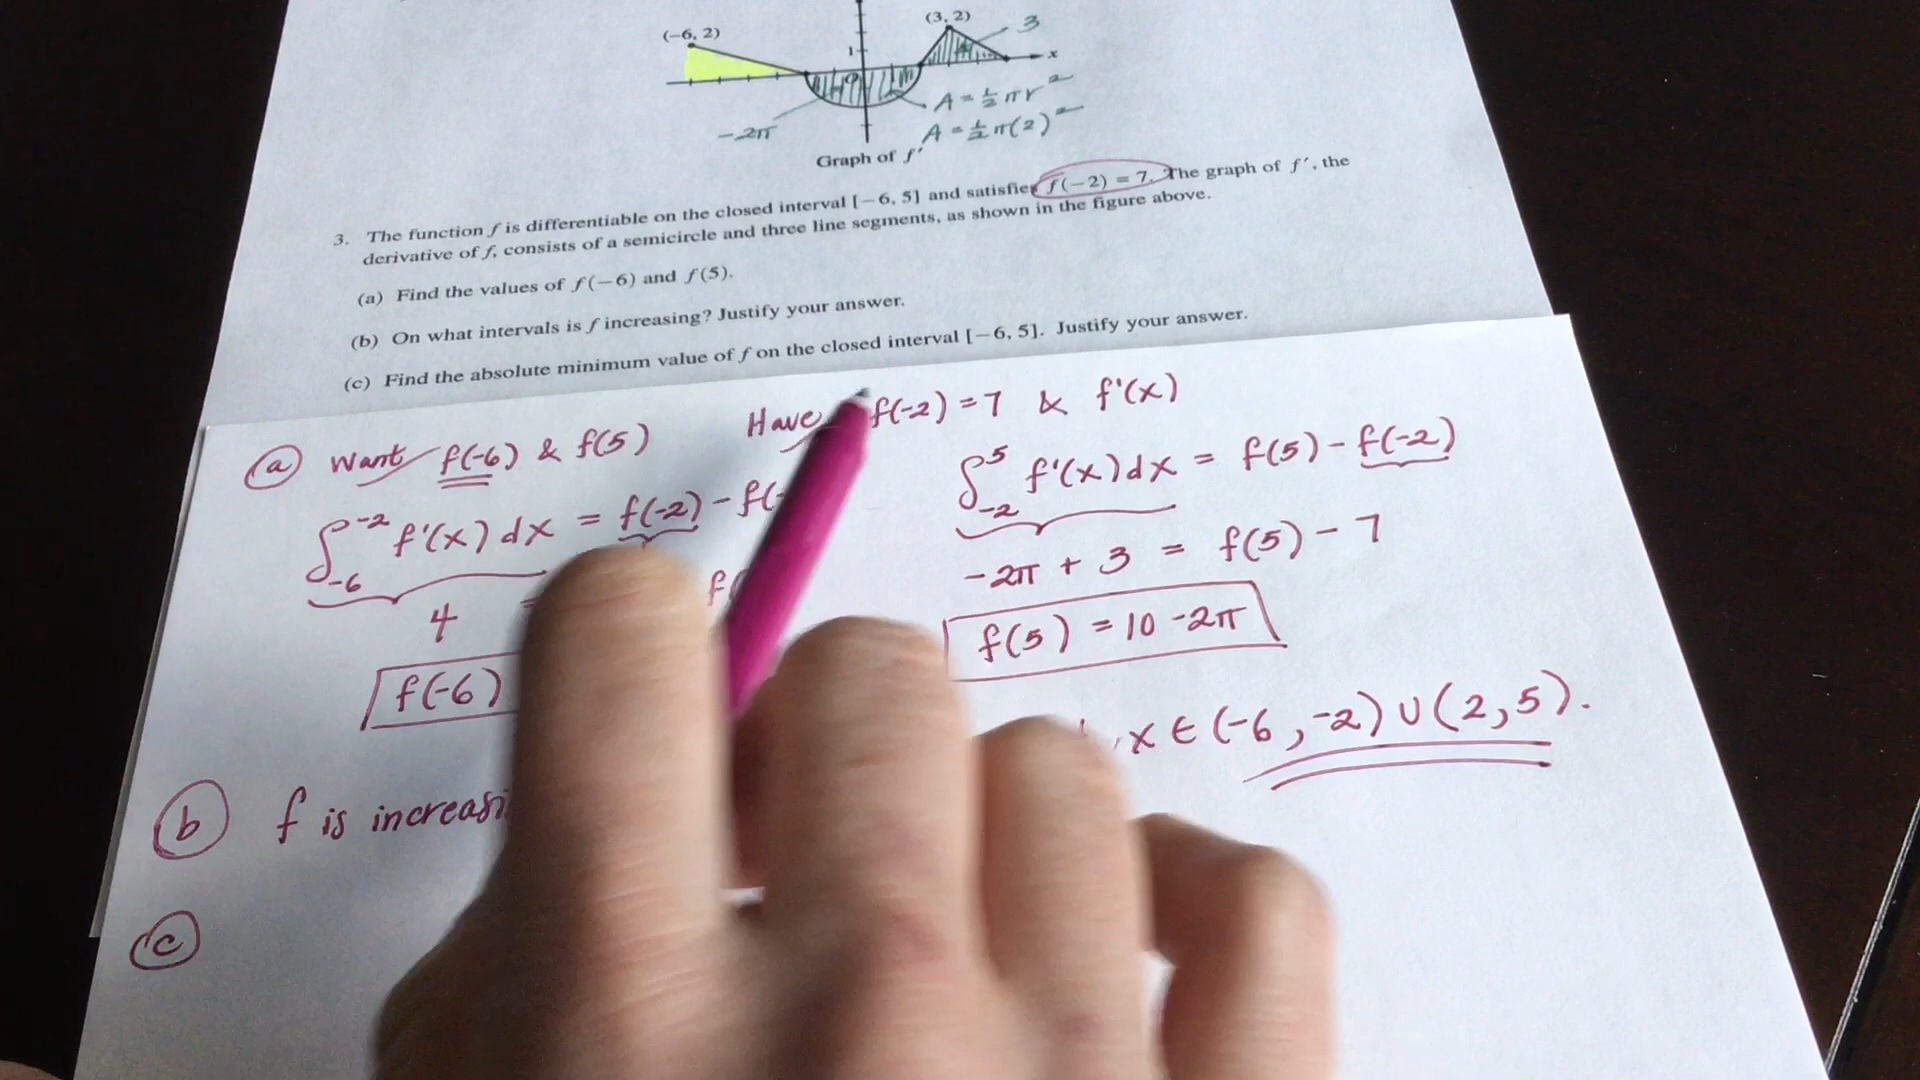 (−6, 2)
(3, 2)
3
1
x
A = ½ πr²
−2π
A = ½ π(2)²
Graph of f′
3. The function f is differentiable on the closed interval [−6, 5] and satisfies f(−2) = 7. The graph of f′, the
derivative of f, consists of a semicircle and three line segments, as shown in the figure above.
(a) Find the values of f(−6) and f(5).
(b) On what intervals is f increasing? Justify your answer.
(c) Find the absolute minimum value of f on the closed interval [−6, 5]. Justify your answer.
(a) Want f(-6) & f(5) Have f(-2) = 7 & f'(x)
∫₋₆⁻² f'(x) dx = f(-2) - f(-
∫₋₂⁵ f'(x)dx = f(5) - f(-2)
4
-2π + 3 = f(5) - 7
f(-6)
f(5) = 10 - 2π
(b) f is increasi
x ∈ (-6, -2) ∪ (2, 5).
(c)